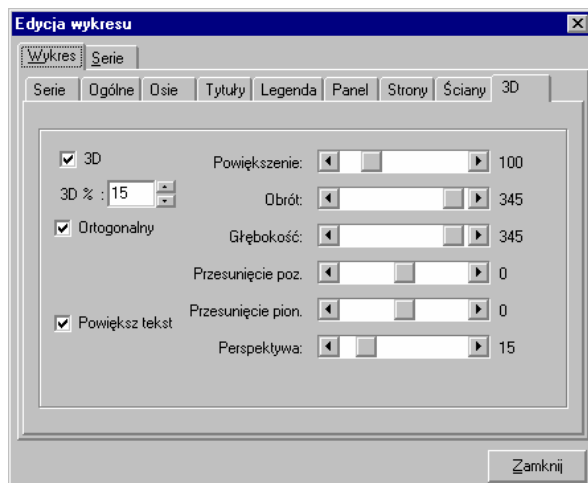 Edycja wykresu
Wykres Serie
Serie Ogólne Osie Tytuły Legenda Panel Strony Ściany 3D
3D Powiększenie: 100
3D % : 15 Obrót: 345
Ortogonalny Głębokość: 345
Przesunięcie poz. 0
Przesunięcie pion. 0
Powiększ tekst
Perspektywa: 15
Zamknij